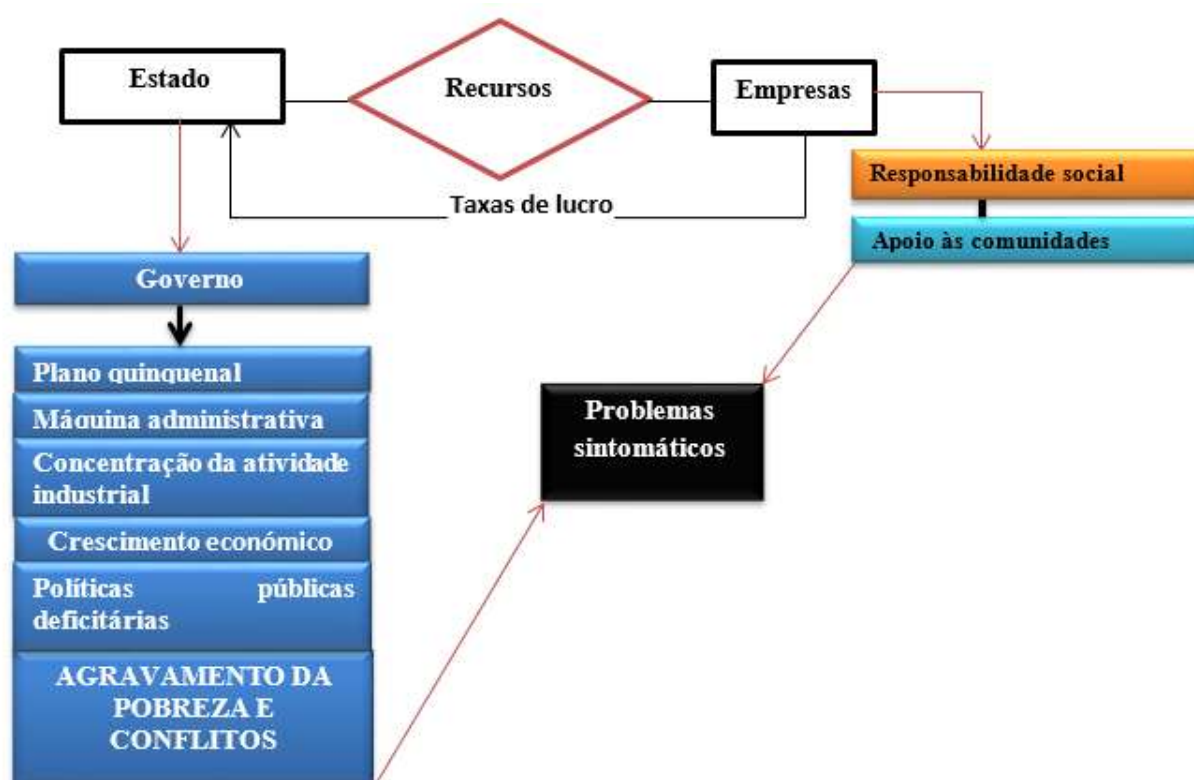 Estado
Recursos
Empresas
Responsabilidade social
Taxas de lucro
Apoio às comunidades
Governo
Plano quinquenal
Máquina administrativa
Concentração da atividade
industrial
Crescimento económico
Políticas públicas
deficitárias
AGRAVAMENTO DA
POBREZA E
CONFLITOS
Problemas
sintomáticos